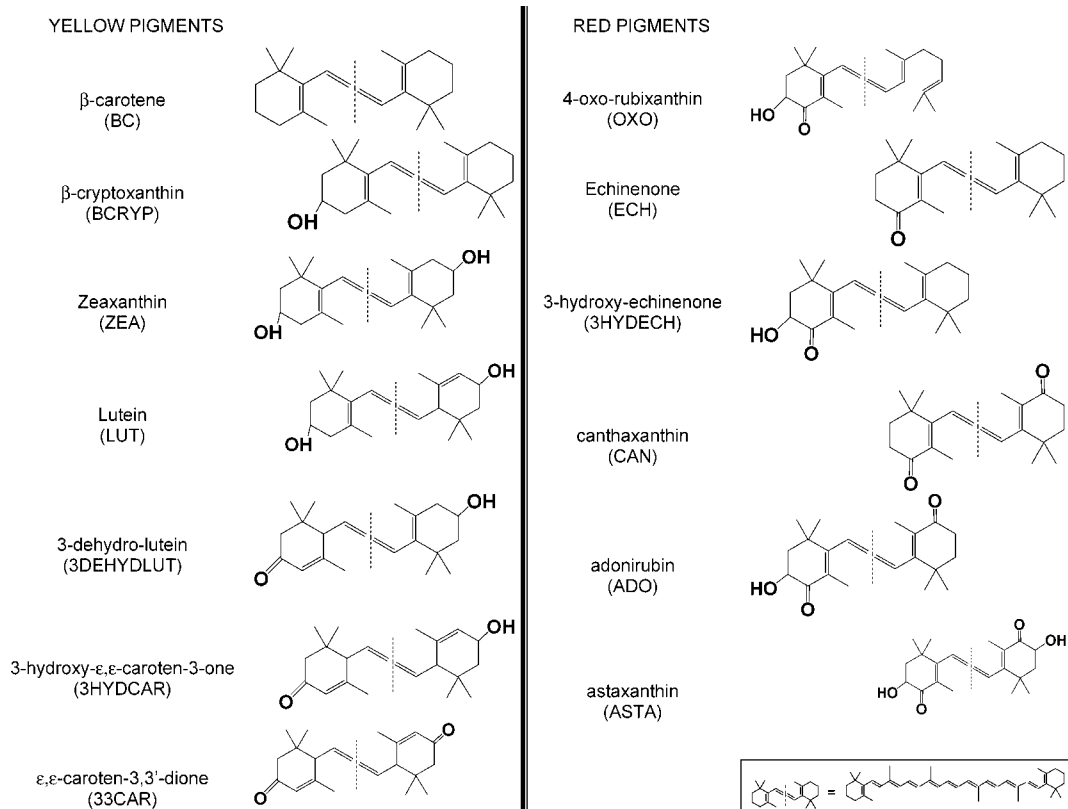 YELLOW PIGMENTS
β-carotene
(BC)
β-cryptoxanthin
(BCRYP)
OH
Zeaxanthin
(ZEA)
OH
OH
Lutein
(LUT)
OH
OH
3-dehydro-lutein
(3DEHYDLUT)
OH
O
3-hydroxy-ε,ε-caroten-3-one
(3HYDCAR)
OH
O
ε,ε-caroten-3,3'-dione
(33CAR)
O
O
RED PIGMENTS
4-oxo-rubixanthin
(OXO)
HO
O
Echinenone
(ECH)
O
3-hydroxy-echinenone
(3HYDECH)
HO
O
canthaxanthin
(CAN)
O
O
adonirubin
(ADO)
O
HO
O
astaxanthin
(ASTA)
O
OH
HO
O
=